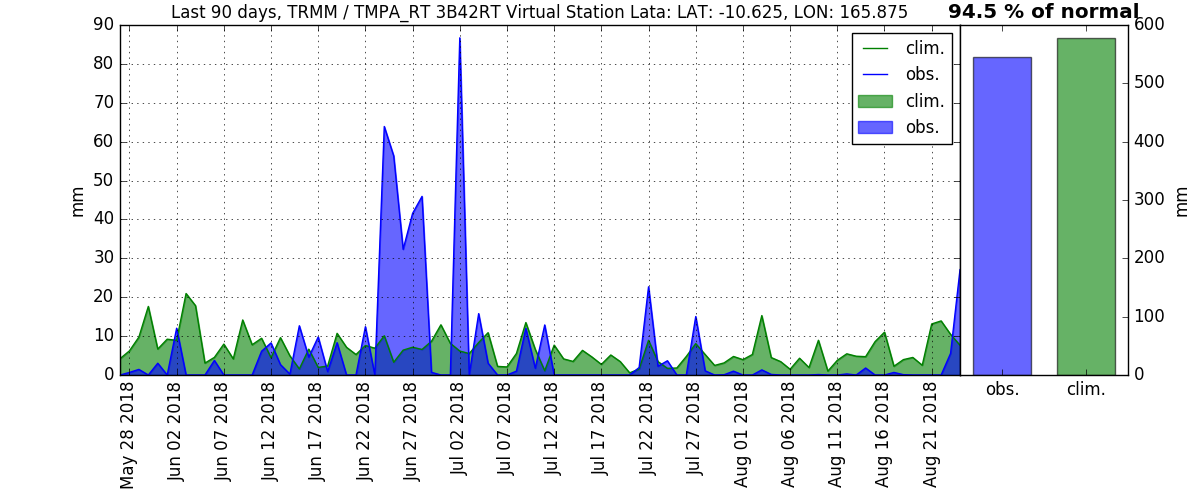 Last 90 days, TRMM / TMPA_RT 3B42RT Virtual Station Lata: LAT: -10.625, LON: 165.875
94.5 % of normal
90
80
70
60
50
40
30
20
10
0
mm
clim.
obs.
clim.
obs.
600
500
400
300
200
100
0
mm
obs.
clim.
May 28 2018
Jun 02 2018
Jun 07 2018
Jun 12 2018
Jun 17 2018
Jun 22 2018
Jun 27 2018
Jul 02 2018
Jul 07 2018
Jul 12 2018
Jul 17 2018
Jul 22 2018
Jul 27 2018
Aug 01 2018
Aug 06 2018
Aug 11 2018
Aug 16 2018
Aug 21 2018